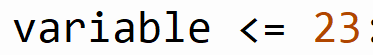 variable <= 23: